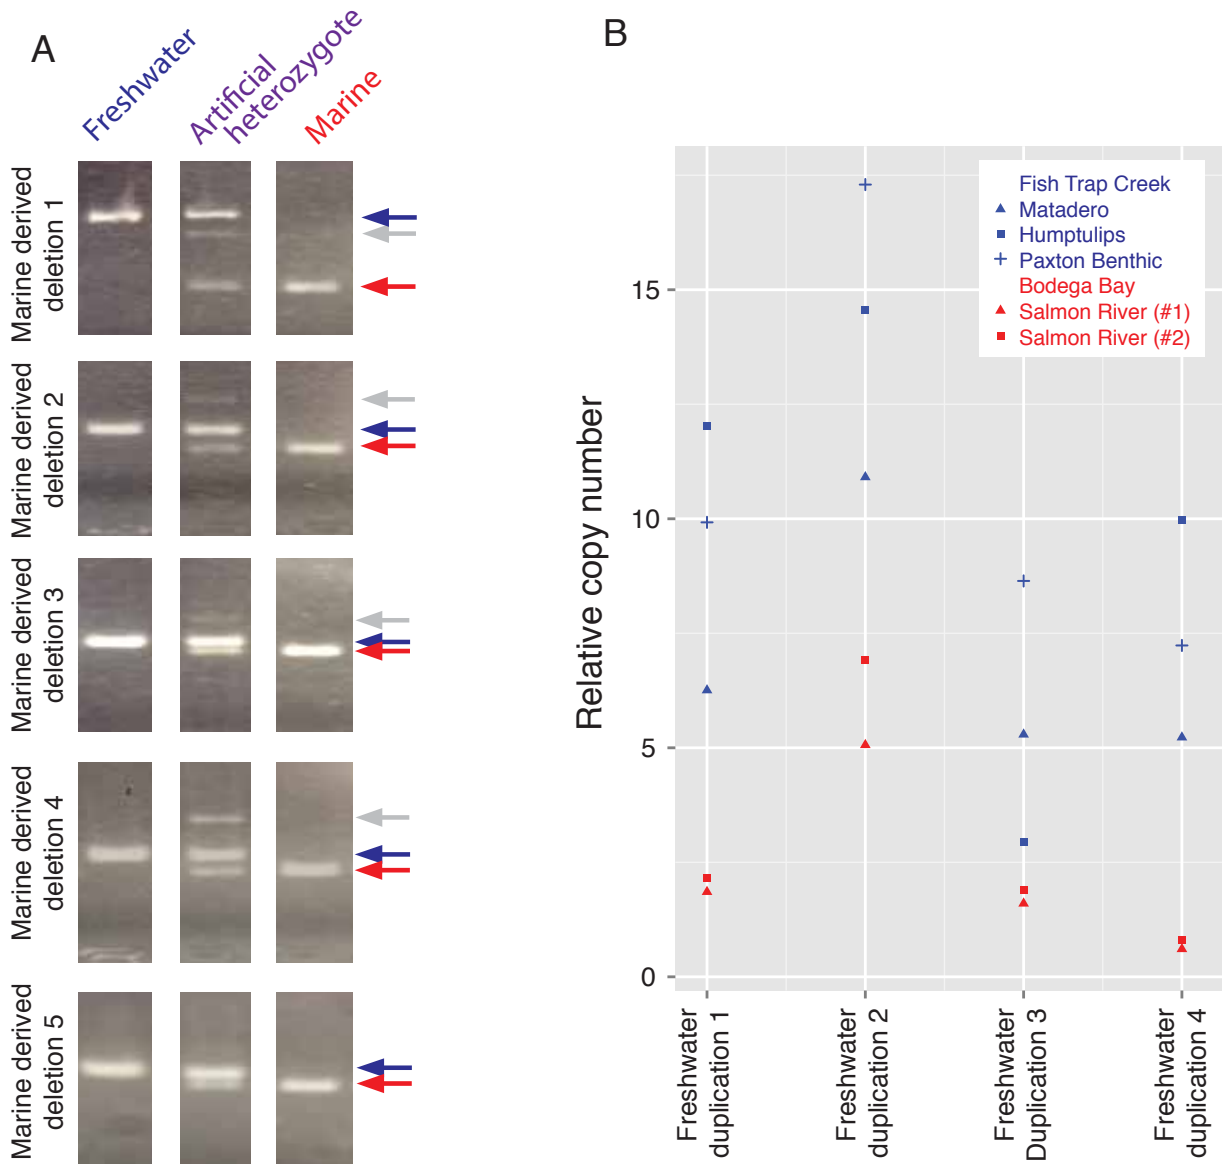 A
Freshwater
Artificial
heterozygote
Marine
Marine derived
deletion 1
Marine derived
deletion 2
Marine derived
deletion 3
Marine derived
deletion 4
Marine derived
deletion 5
B
Relative copy number
15
10
5
0
Fish Trap Creek
Matadero
Humptulips
Paxton Benthic
Bodega Bay
Salmon River (#1)
Salmon River (#2)
Freshwater
duplication 1
Freshwater
duplication 2
Freshwater
Duplication 3
Freshwater
duplication 4